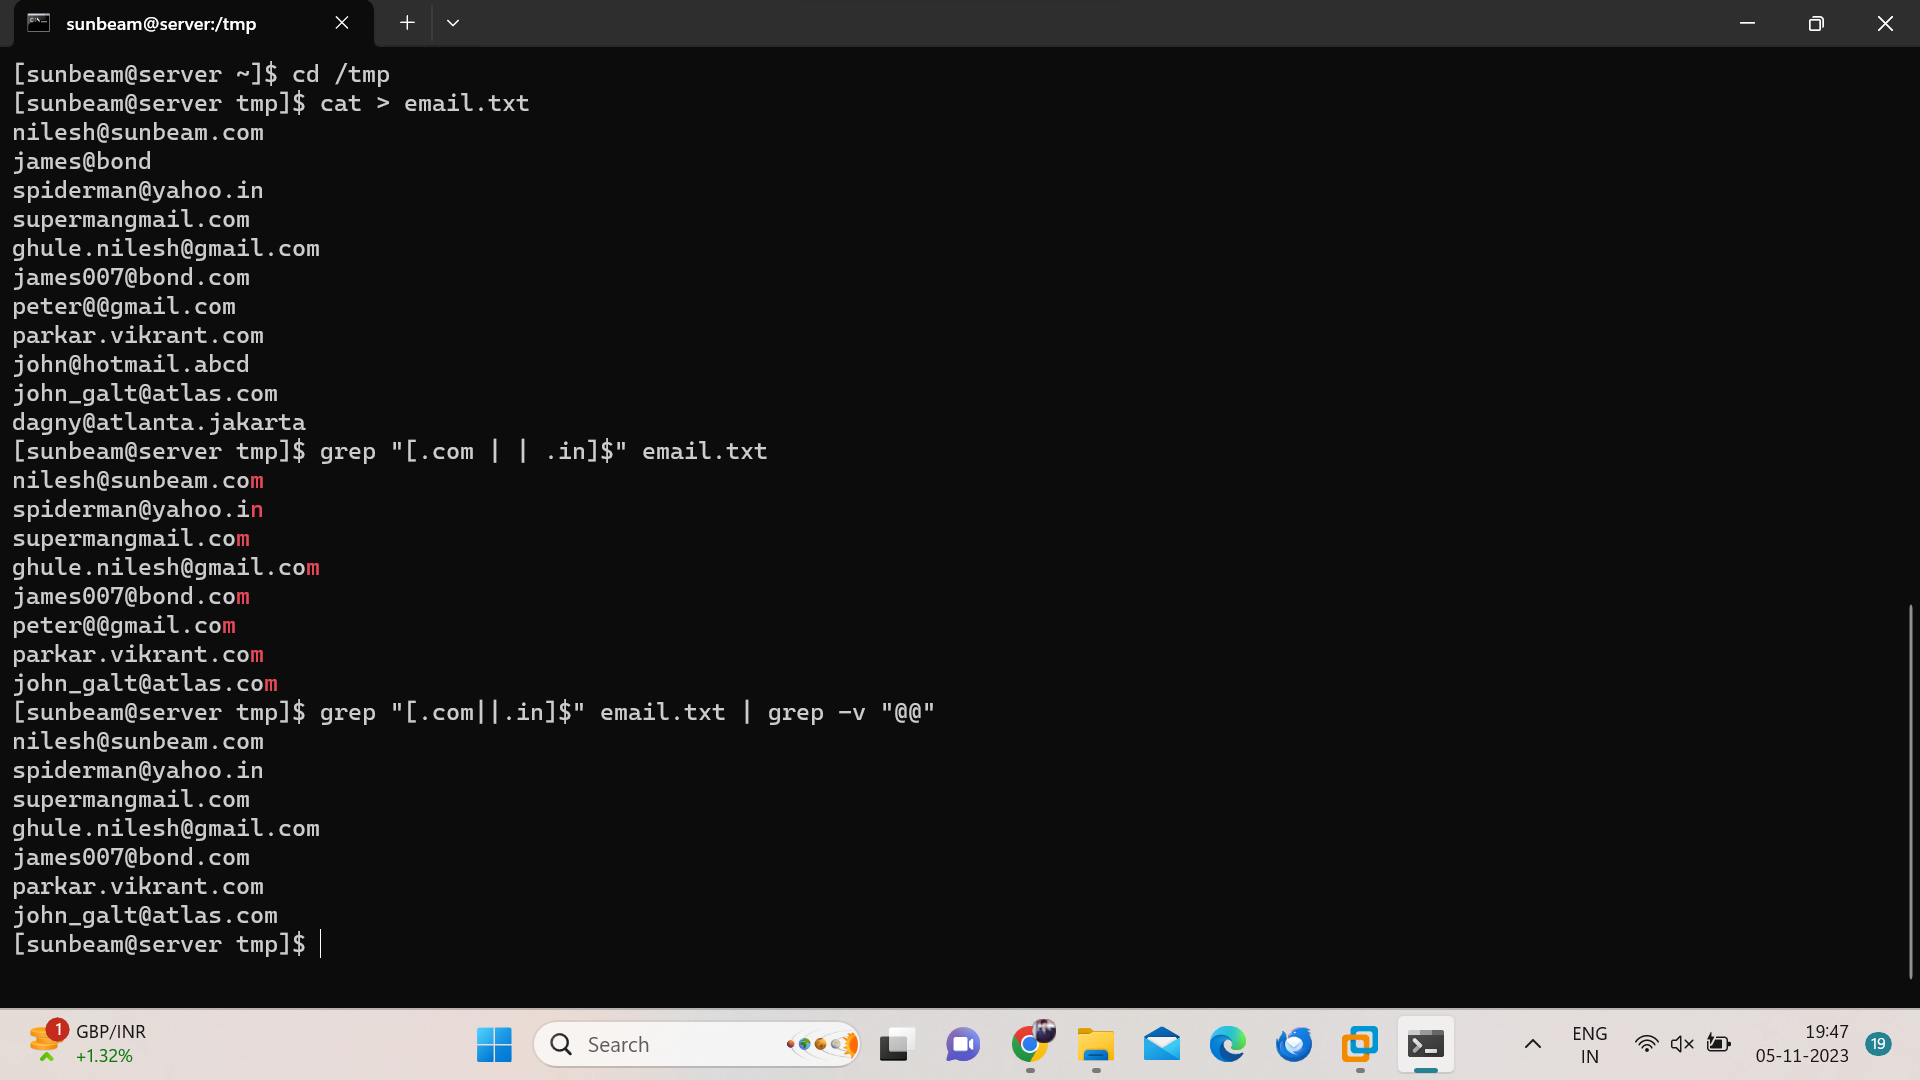 sunbeam@server:/tmp
[sunbeam@server ~]$ cd /tmp
[sunbeam@server tmp]$ cat > email.txt
nilesh@sunbeam.com
james@bond
spiderman@yahoo.in
supermangmail.com
ghule.nilesh@gmail.com
james007@bond.com
peter@@gmail.com
parkar.vikrant.com
john@hotmail.abcd
john_galt@atlas.com
dagny@atlanta.jakarta
[sunbeam@server tmp]$ grep "[.com | | .in]$" email.txt
nilesh@sunbeam.com
spiderman@yahoo.in
supermangmail.com
ghule.nilesh@gmail.com
james007@bond.com
peter@@gmail.com
parkar.vikrant.com
john_galt@atlas.com
[sunbeam@server tmp]$ grep "[.com||.in]$" email.txt | grep -v "@@"
nilesh@sunbeam.com
spiderman@yahoo.in
supermangmail.com
ghule.nilesh@gmail.com
james007@bond.com
parkar.vikrant.com
john_galt@atlas.com
[sunbeam@server tmp]$
1
GBP/INR
+1.32%
Search
ENG
IN
19:47
05-11-2023
19